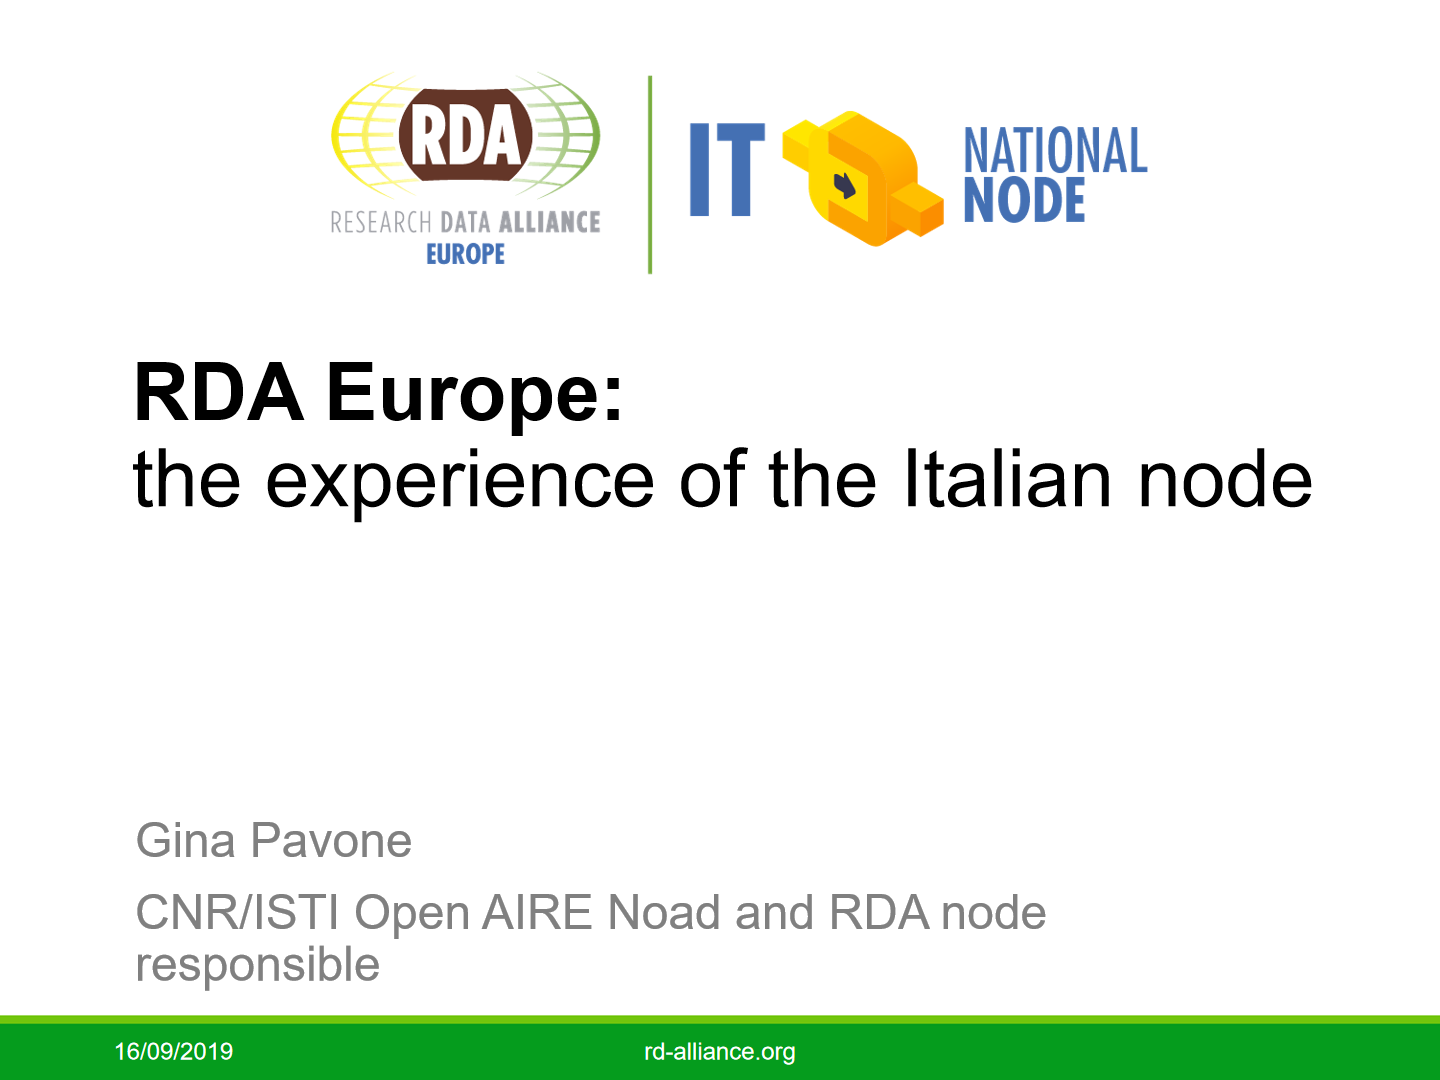 RDA
RESEARCH DATA ALLIANCE
EUROPE
IT
NATIONAL
NODE
RDA Europe:
the experience of the Italian node
Gina Pavone
CNR/ISTI Open AIRE Noad and RDA node
responsible
16/09/2019
rd-alliance.org